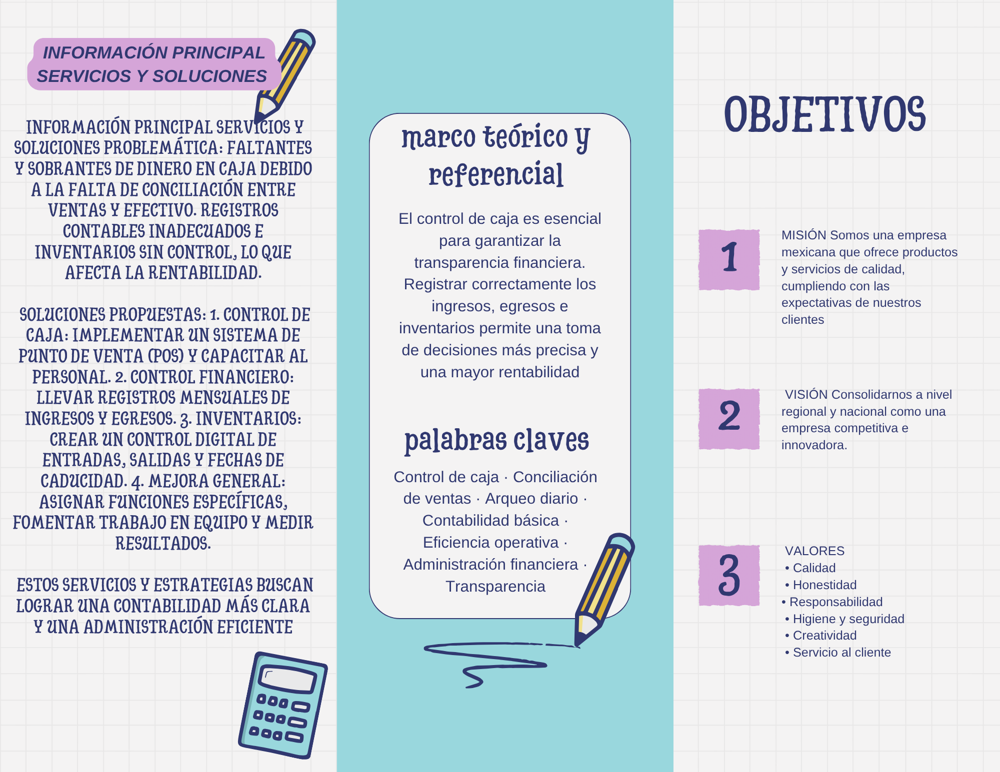 INFORMACIÓN PRINCIPAL
SERVICIOS Y SOLUCIONES
INFORMACIÓN PRINCIPAL SERVICIOS Y
SOLUCIONES PROBLEMÁTICA: FALTANTES
Y SOBRANTES DE DINERO EN CAJA DEBIDO
A LA FALTA DE CONCILIACIÓN ENTRE
VENTAS Y EFECTIVO. REGISTROS
CONTABLES INADECUADOS E
INVENTARIOS SIN CONTROL, LO QUE
AFECTA LA RENTABILIDAD.
SOLUCIONES PROPUESTAS: 1. CONTROL DE
CAJA: IMPLEMENTAR UN SISTEMA DE
PUNTO DE VENTA (POS) Y CAPACITAR AL
PERSONAL. 2. CONTROL FINANCIERO:
LLEVAR REGISTROS MENSUALES DE
INGRESOS Y EGRESOS. 3. INVENTARIOS:
CREAR UN CONTROL DIGITAL DE
ENTRADAS, SALIDAS Y FECHAS DE
CADUCIDAD. 4. MEJORA GENERAL:
ASIGNAR FUNCIONES ESPECÍFICAS,
FOMENTAR TRABAJO EN EQUIPO Y MEDIR
RESULTADOS.
ESTOS SERVICIOS Y ESTRATEGIAS BUSCAN
LOGRAR UNA CONTABILIDAD MÁS CLARA
Y UNA ADMINISTRACIÓN EFICIENTE
marco teórico y
referencial
El control de caja es esencial
para garantizar la
transparencia financiera.
Registrar correctamente los
ingresos, egresos e
inventarios permite una toma
de decisiones más precisa y
una mayor rentabilidad
palabras claves
Control de caja · Conciliación
de ventas · Arqueo diario ·
Contabilidad básica ·
Eficiencia operativa ·
Administración financiera ·
Transparencia
OBJETIVOS
1
MISIÓN Somos una empresa
mexicana que ofrece productos
y servicios de calidad,
cumpliendo con las
expectativas de nuestros
clientes
2
VISIÓN Consolidarnos a nivel
regional y nacional como una
empresa competitiva e
innovadora.
3
VALORES
• Calidad
• Honestidad
• Responsabilidad
• Higiene y seguridad
• Creatividad
• Servicio al cliente